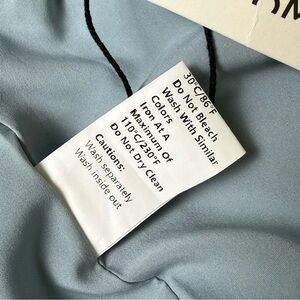 30°C/86°F
Do Not Bleach
Wash With Similar
Colors
Iron At A
Maximum of
110°C/230°F
Do Not Dry Clean
Cautions:
Wash separately
Wash inside out